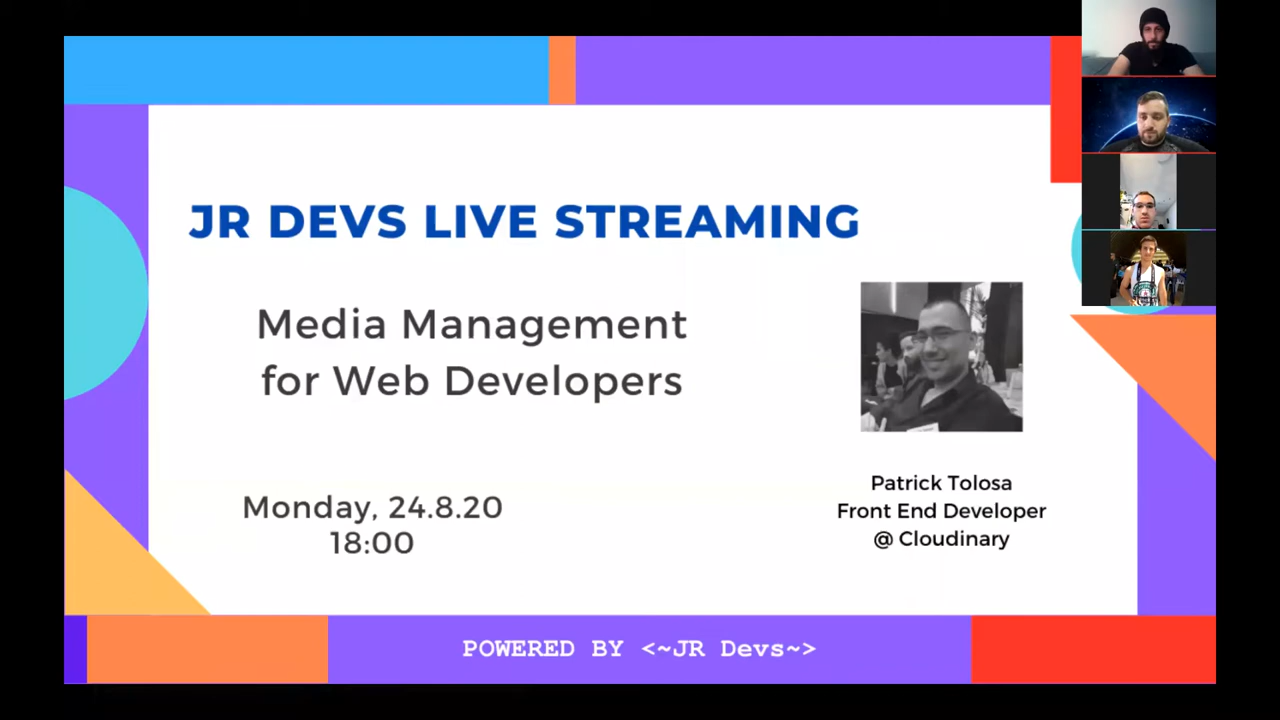 JR DEVS LIVE STREAMING
Media Management
for Web Developers
Monday, 24.8.20
18:00
Patrick Tolosa
Front End Developer
@ Cloudinary
POWERED BY <~JR Devs~>